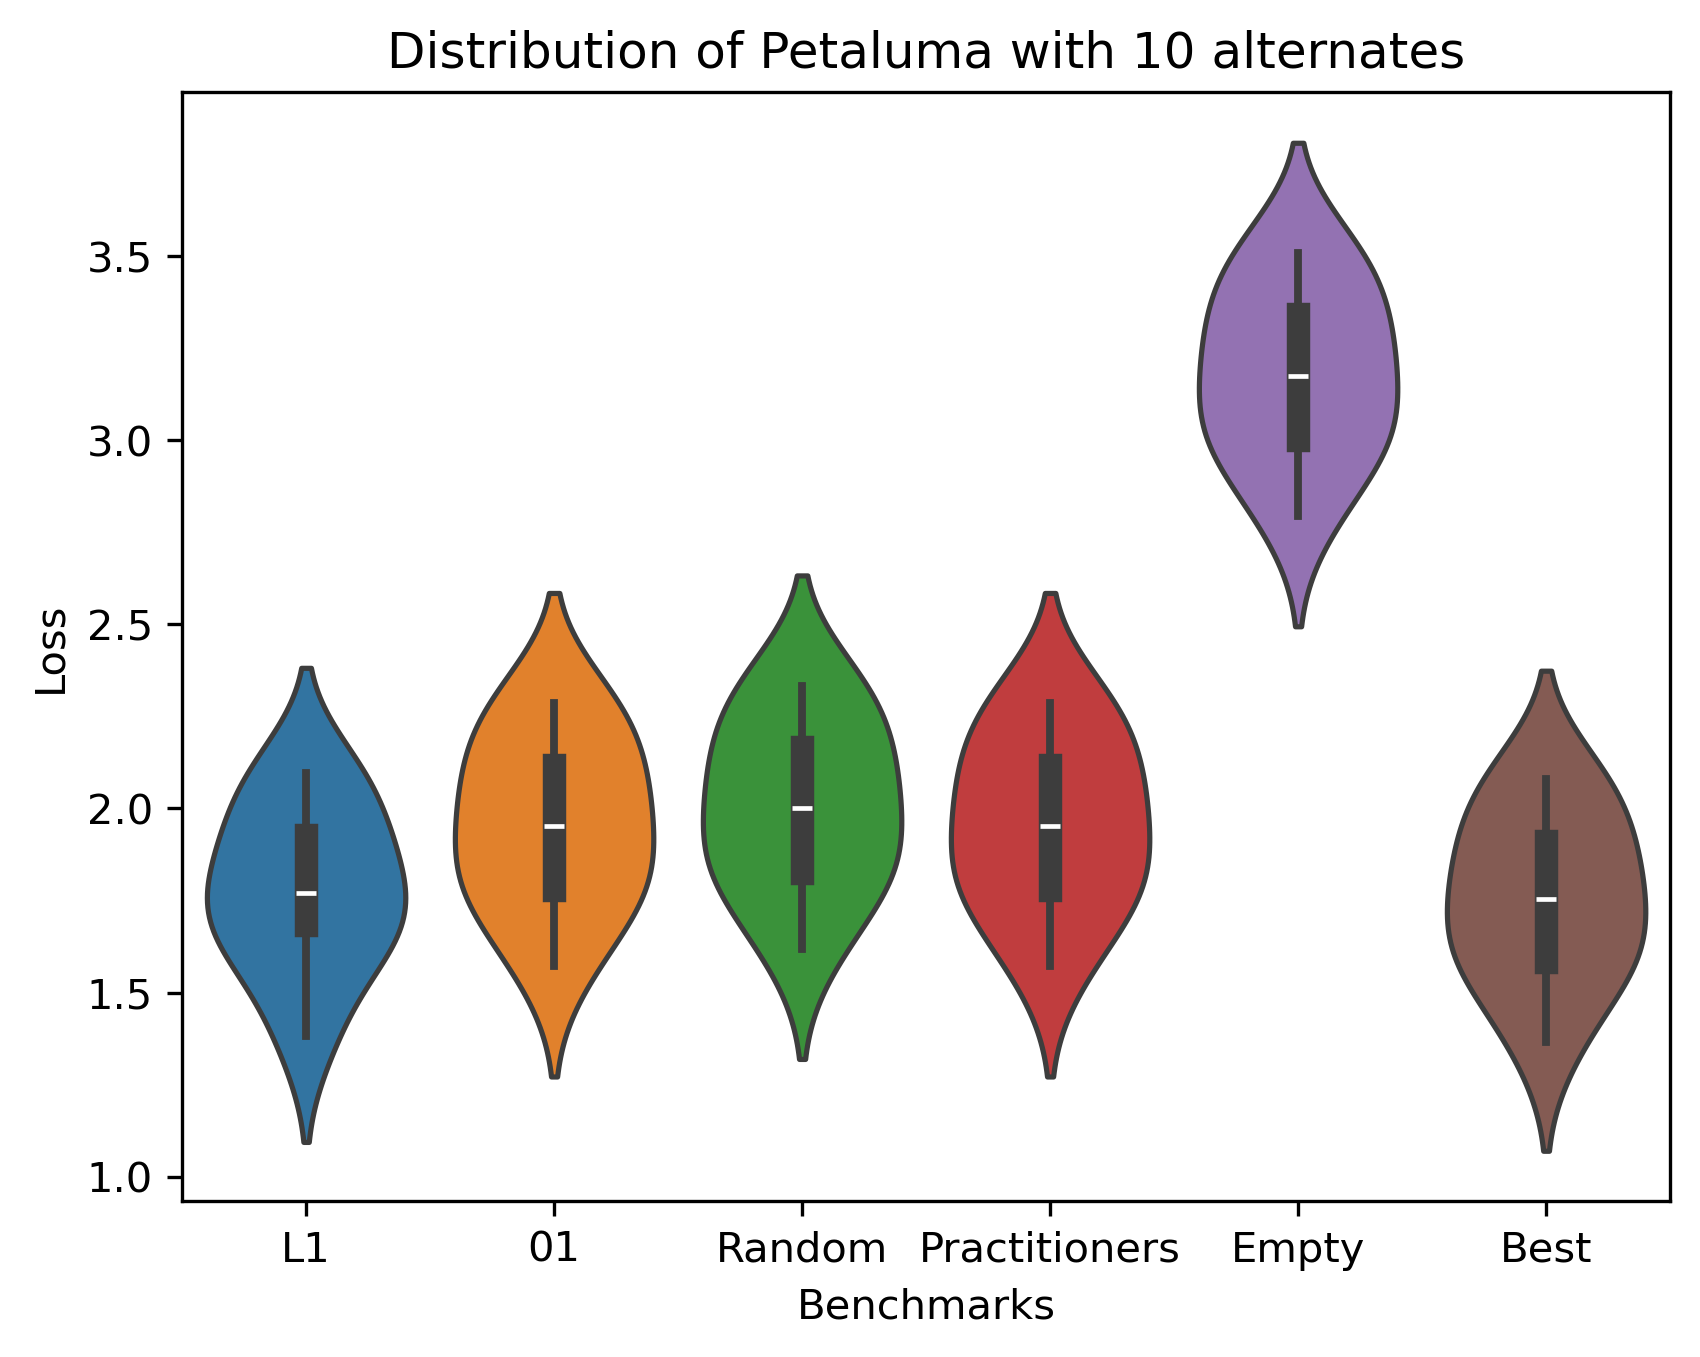 Distribution of Petaluma with 10 alternates
3.5
3.0
2.5
2.0
1.5
1.0
Loss
L1 01 Random Practitioners Empty Best
Benchmarks